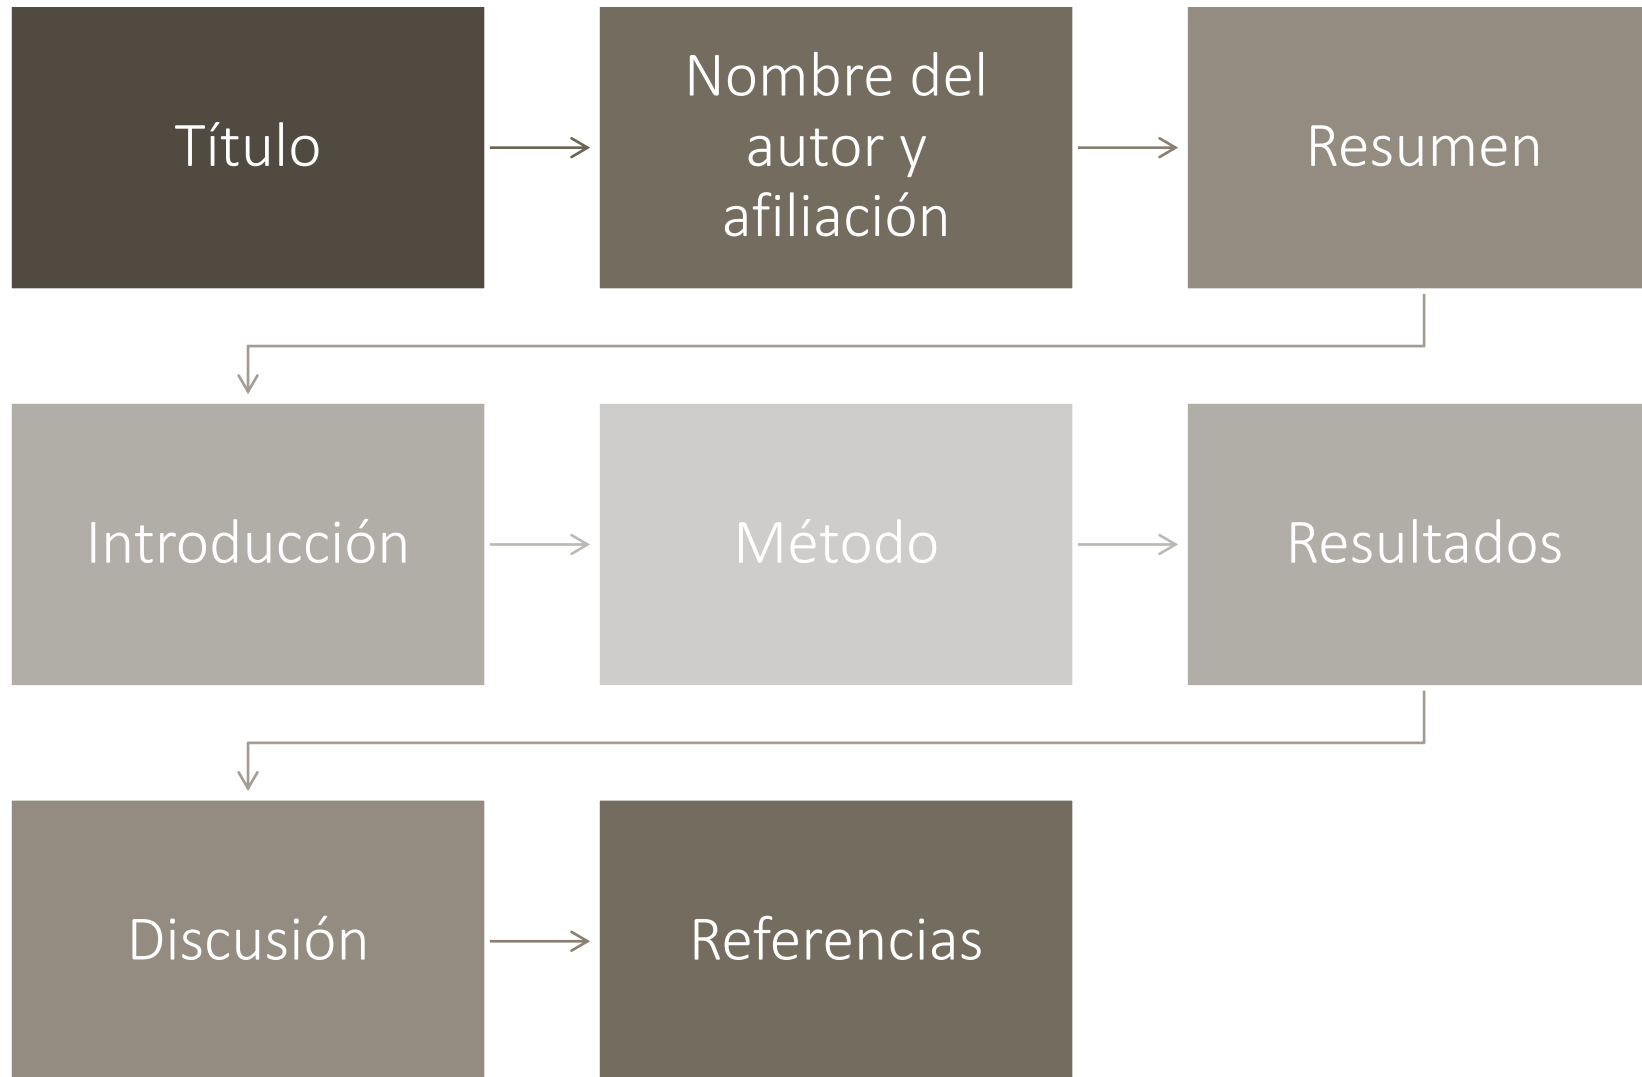 Título
Nombre del
autor y
afiliación
Resumen
Introducción
Método
Resultados
Discusión
Referencias